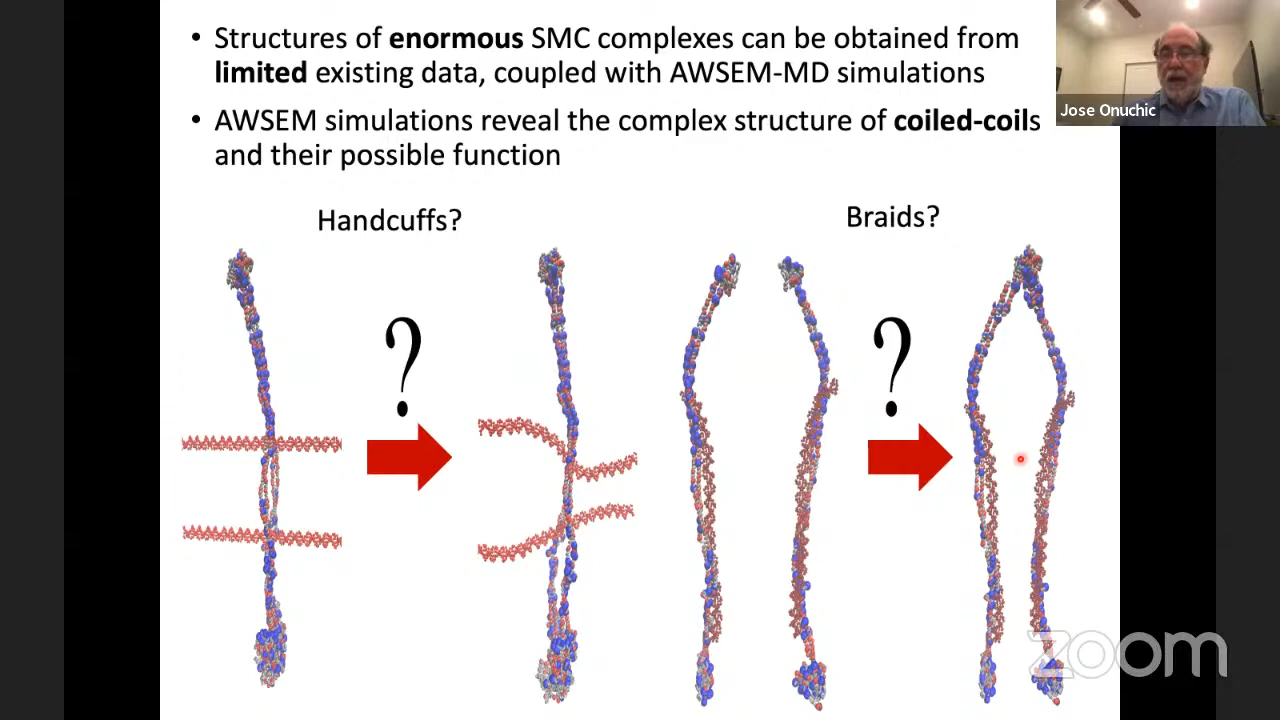 • Structures of enormous SMC complexes can be obtained from
limited existing data, coupled with AWSEM-MD simulations
• AWSEM simulations reveal the complex structure of coiled-coils
and their possible function
Jose Onuchic
Handcuffs?
Braids?
?
?
zoom